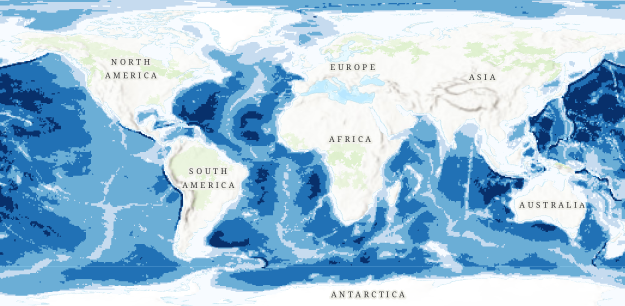 NORTH
AMERICA
EUROPE
ASIA
AFRICA
SOUTH
AMERICA
AUSTRALIA
ANTARCTICA